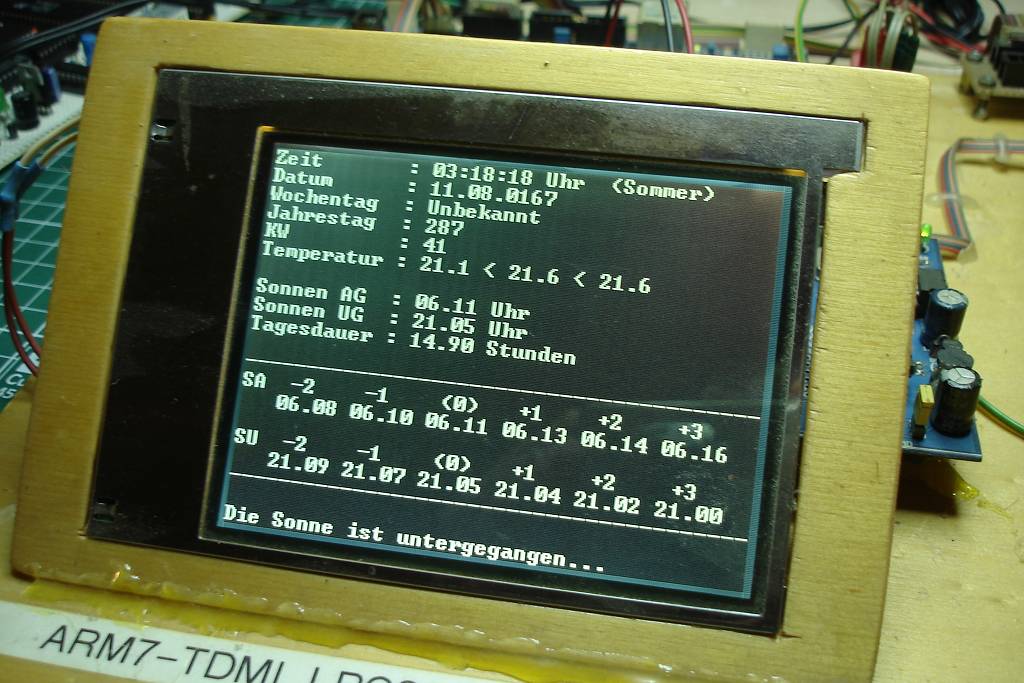 Zeit : 03:18:18 Uhr (Sommer)
Datum : 11.08.0167
Wochentag : Unbekannt
Jahrestag : 287
KW : 41
Temperatur : 21.1 < 21.6 < 21.6
Sonnen AG : 06.11 Uhr
Sonnen UG : 21.05 Uhr
Tagesdauer : 14.90 Stunden
SA -2 -1 (0) +1 +2 +3
06.08 06.10 06.11 06.13 06.14 06.16
SU -2 -1 (0) +1 +2 +3
21.09 21.07 21.05 21.04 21.02 21.00
Die Sonne ist untergegangen...
ARM7-TDMI